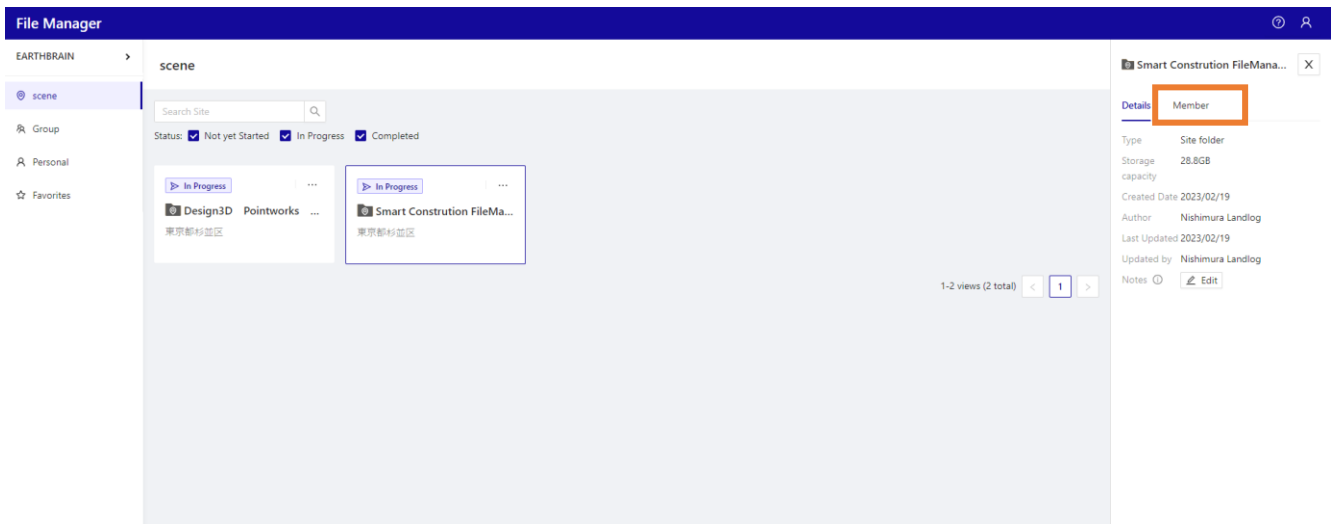 File Manager
EARTHBRAIN
scene
Group
Personal
Favorites
scene
Search Site
Status: Not yet Started In Progress Completed
In Progress
Design3D Pointworks ...
東京都杉並区
In Progress
Smart Constrution FileMa...
東京都杉並区
1-2 views (2 total) < 1 >
Smart Constrution FileMana... X
Details Member
Type Site folder
Storage capacity 28.8GB
Created Date 2023/02/19
Author Nishimura Landlog
Last Updated 2023/02/19
Updated by Nishimura Landlog
Notes Edit